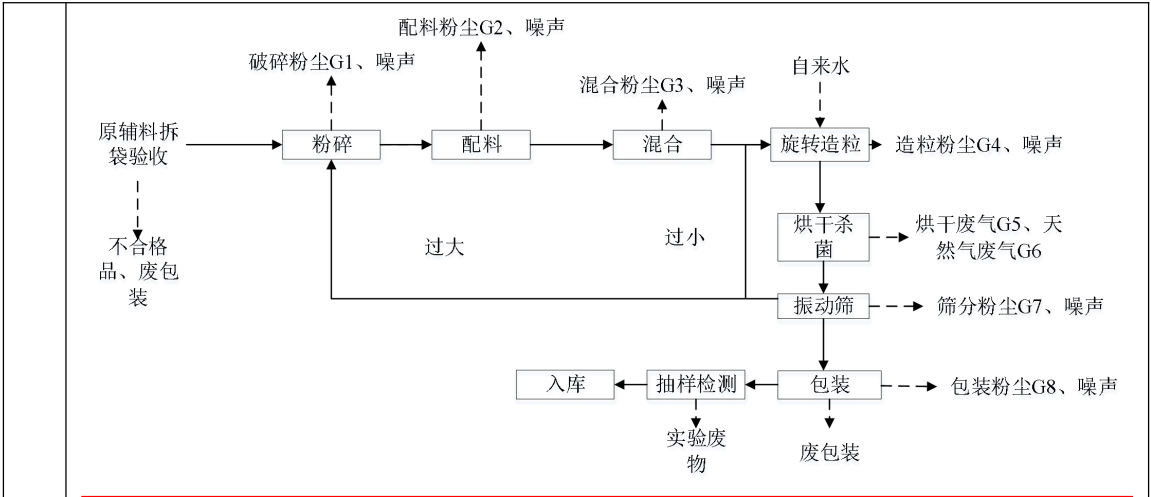 配料粉尘G2、噪声
破碎粉尘G1、噪声
混合粉尘G3、噪声
自来水
原辅料拆
袋验收
粉碎
配料
混合
旋转造粒
造粒粉尘G4、噪声
不合格
品、废包
装
过大
过小
烘干杀
菌
烘干废气G5、天
然气废气G6
振动筛
筛分粉尘G7、噪声
入库
抽样检测
包装
包装粉尘G8、噪声
实验废
物
废包装